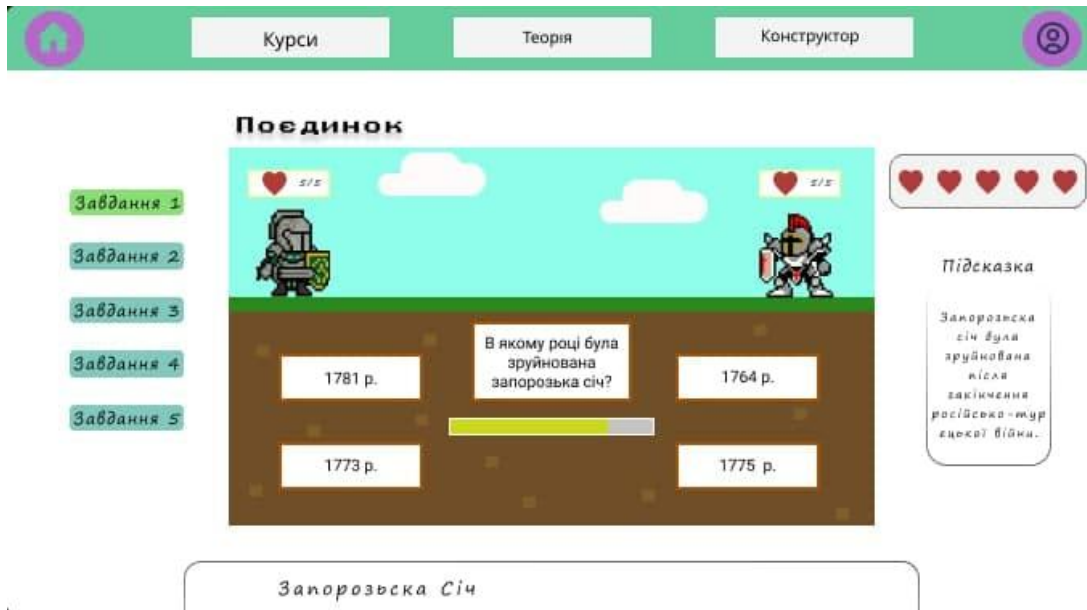 Курси
Теорія
Конструктор
Поєдинок
5/5
5/5
Завдання 1
Завдання 2
Завдання 3
Завдання 4
Завдання 5
В якому році була
зруйнована
запорозька січ?
1781 р.
1764 р.
1773 р.
1775 р.
Підсказка
Запорозьска
січ була
зруйнована
після
закінчення
російсько-тур
ецької війни.
Запорозьска Січ